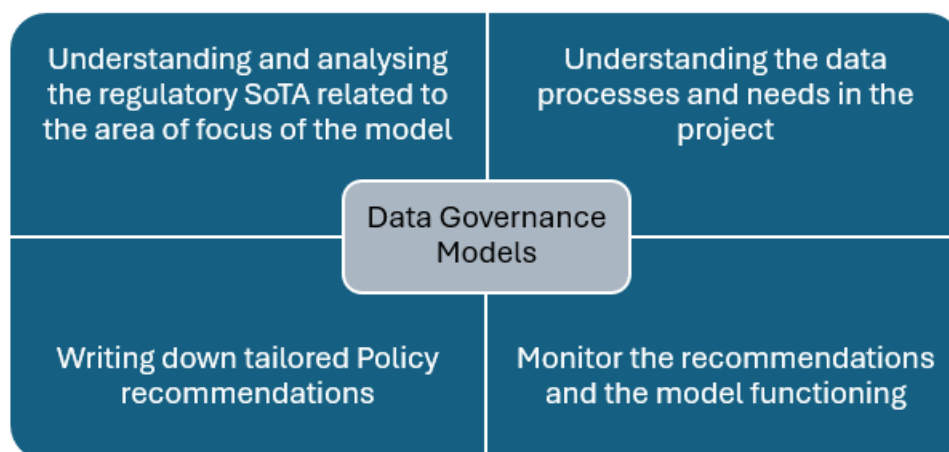 Understanding and analysing
the regulatory SoTA related to
the area of focus of the model
Understanding the data
processes and needs in the
project
Data Governance
Models
Writing down tailored Policy
recommendations
Monitor the recommendations
and the model functioning